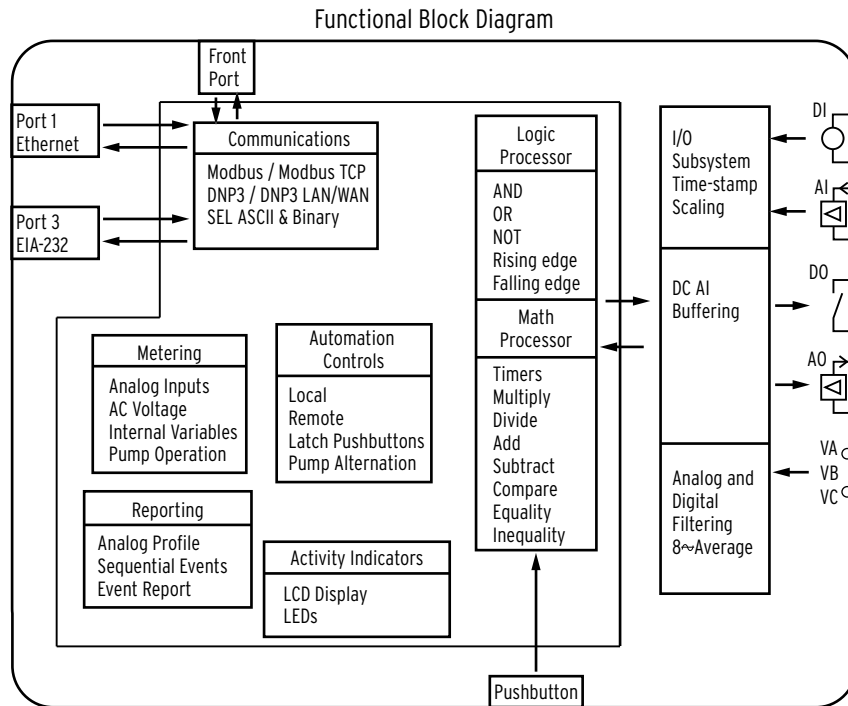 Functional Block Diagram
Front
Port
Port 1
Ethernet
Port 3
EIA-232
Communications
Modbus / Modbus TCP
DNP3 / DNP3 LAN/WAN
SEL ASCII & Binary
Metering
Analog Inputs
AC Voltage
Internal Variables
Pump Operation
Automation
Controls
Local
Remote
Latch Pushbuttons
Pump Alternation
Reporting
Analog Profile
Sequential Events
Event Report
Activity Indicators
LCD Display
LEDs
Logic
Processor
AND
OR
NOT
Rising edge
Falling edge
Math
Processor
Timers
Multiply
Divide
Add
Subtract
Compare
Equality
Inequality
Pushbutton
I/O
Subsystem
Time-stamp
Scaling
DC AI
Buffering
Analog and
Digital
Filtering
8~Average
DI
AI
DO
AO
VA
VB
VC